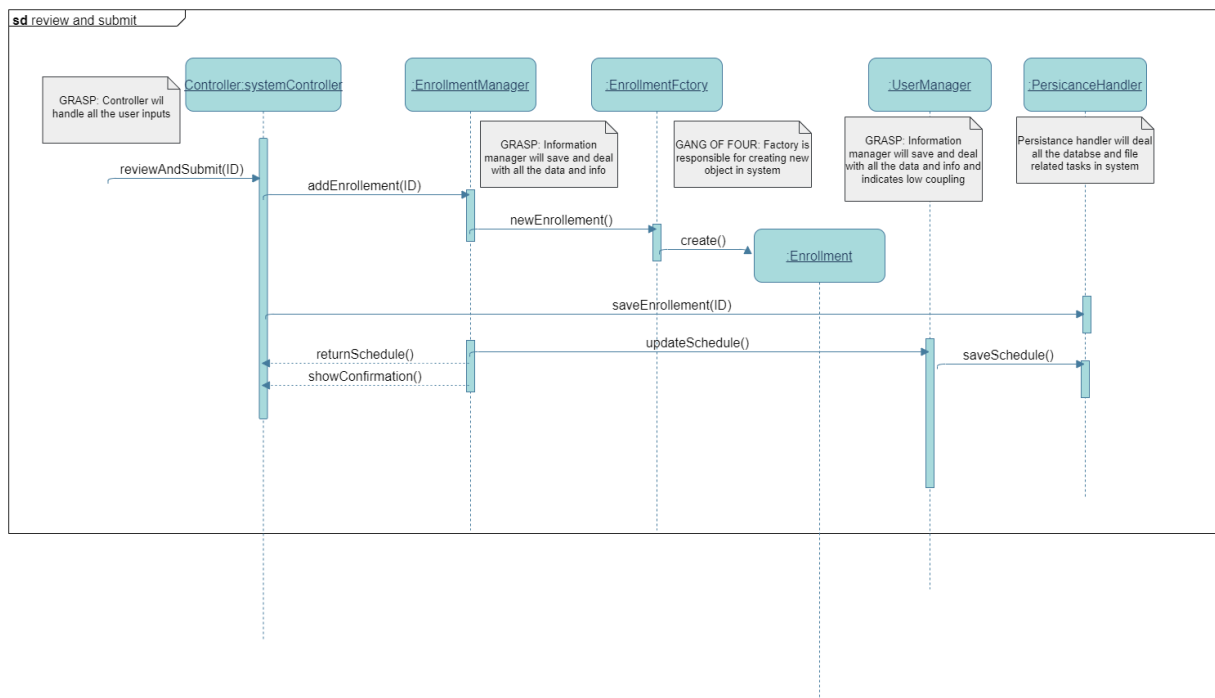 sd review and submit
Controller:systemController
:EnrollmentManager
:EnrollmentFctory
:UserManager
:PersicanceHandler
GRASP: Controller wil
handle all the user inputs
GRASP: Information
manager will save and deal
with all the data and info
GANG OF FOUR: Factory is
responsible for creating new
object in system
GRASP: Information
manager will save and deal
with all the data and info and
indicates low coupling
Persistance handler will deal
all the databse and file
related tasks in system
reviewAndSubmit(ID)
addEnrollement(ID)
newEnrollement()
create()
:Enrollment
saveEnrollement(ID)
updateSchedule()
returnSchedule()
saveSchedule()
showConfirmation()